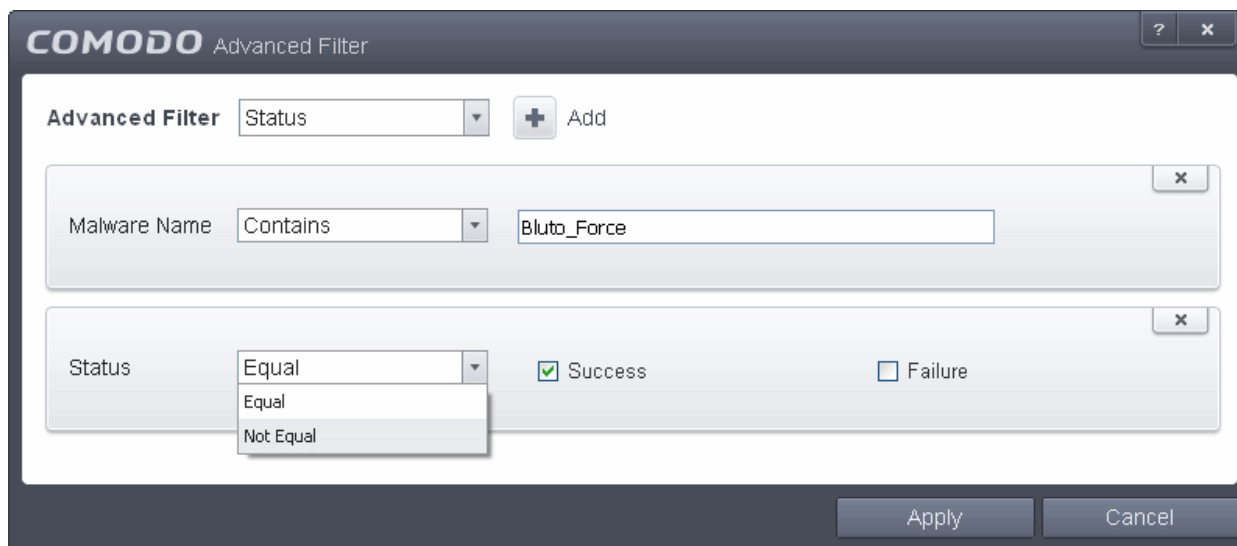 COMODO Advanced Filter ? x
Advanced Filter Status + Add
x
Malware Name Contains Bluto_Force
x
Status Equal Success Failure
Equal
Not Equal
Apply Cancel